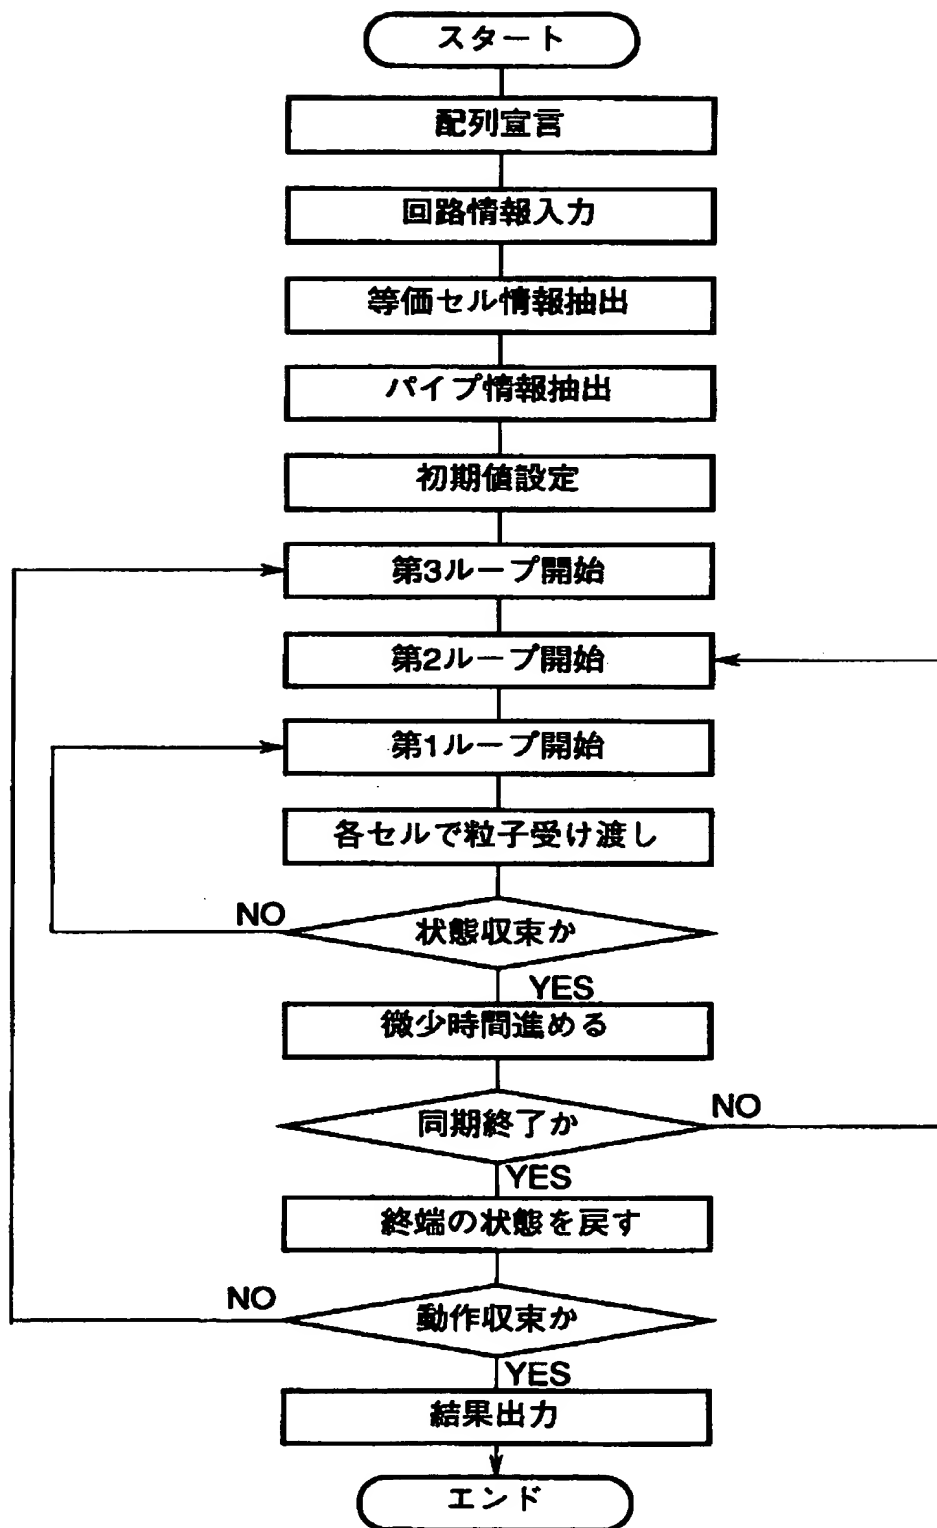 スタート
配列宣言
回路情報入力
等価セル情報抽出
パイプ情報抽出
初期値設定
第3ループ開始
第2ループ開始
第1ループ開始
各セルで粒子受け渡し
NO
状態収束か
YES
微少時間進める
同期終了か
NO
YES
終端の状態を戻す
NO
動作収束か
YES
結果出力
エンド